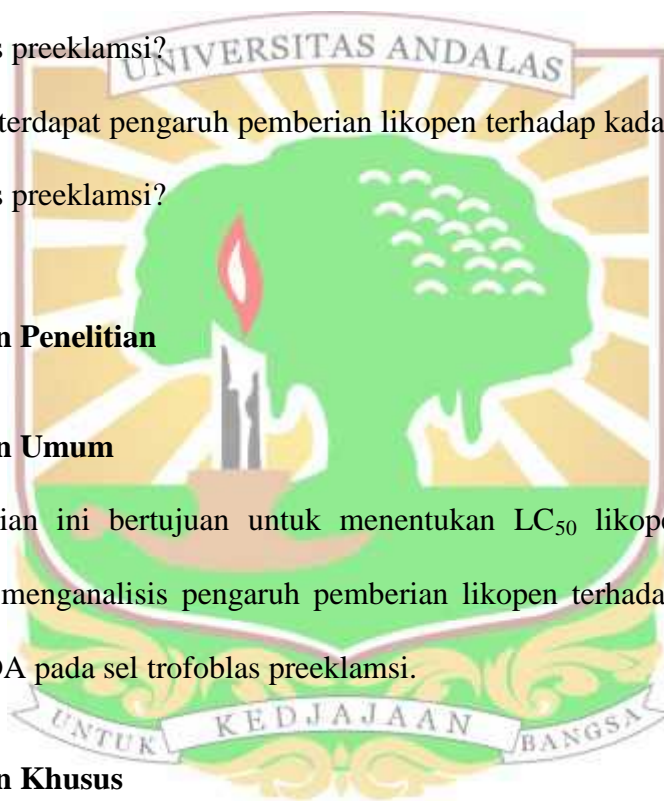 s preeklamsi?
UNIVERSITAS ANDALAS
terdapat pengaruh pemberian likopen terhadap kada
s preeklamsi?
n Penelitian
n Umum
ian ini bertujuan untuk menentukan LC₅₀ likope
menganalisis pengaruh pemberian likopen terhada
DA pada sel trofoblas preeklamsi.
UNTUK KEDJAJAAN BANGSA
n Khusus